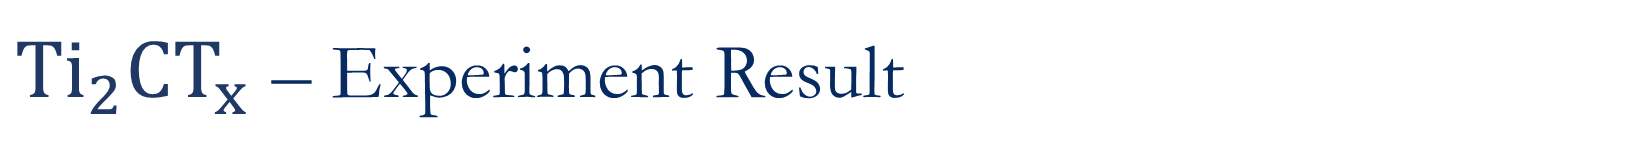 Ti₂CTₓ – Experiment Result